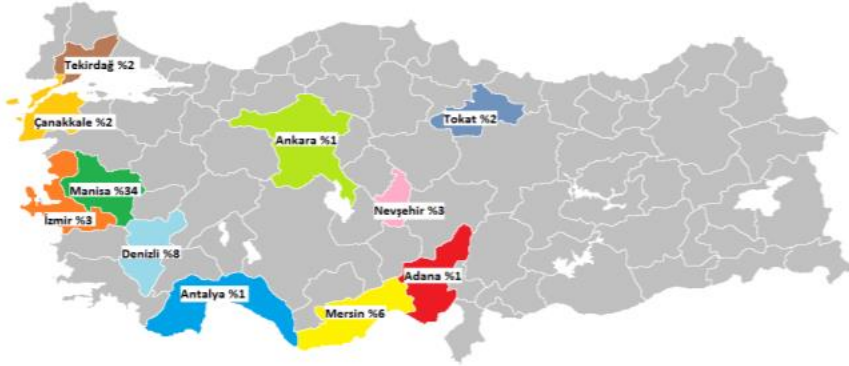 Tekirdağ %2
Çanakkale %2
Ankara %1
Tokat %2
Manisa %34
Nevşehir %3
İzmir %3
Denizli %8
Adana %1
Antalya %1
Mersin %6